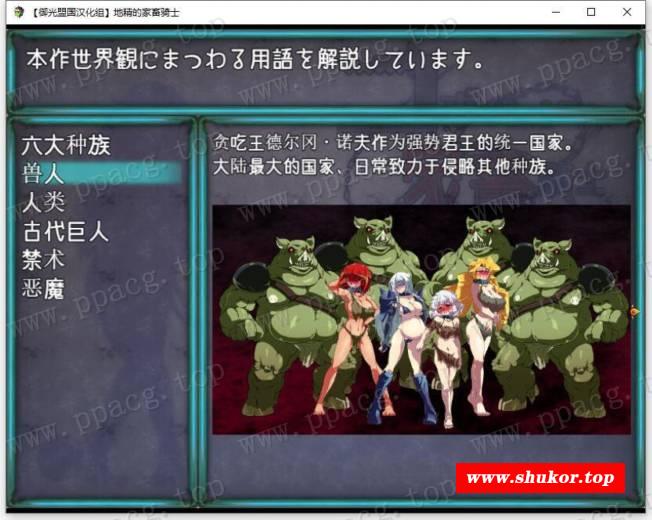 【御光盟国汉化组】地精的家畜骑士
本作世界観にまつわる用語を解説しています。
六大种族
兽人
人类
古代巨人
禁术
恶魔
贪吃王德尔冈·诺夫作为强势君王的统一国家。
大陆最大的国家、日常致力于侵略其他种族。
www.ppacg.top
www.shukor.top